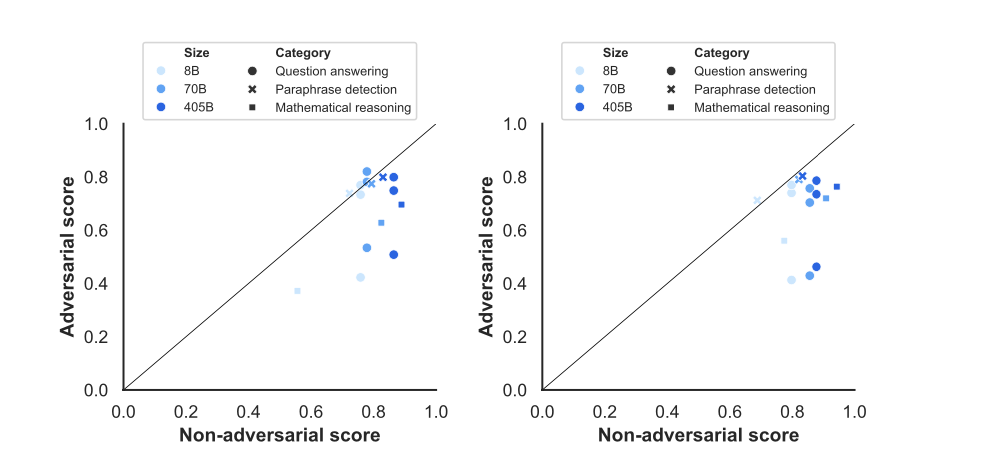 Size Category
8B Question answering
70B Paraphrase detection
405B Mathematical reasoning
1.0
0.8
0.6
0.4
0.2
0.0
Adversarial score
0.0 0.2 0.4 0.6 0.8 1.0
Non-adversarial score
Size Category
8B Question answering
70B Paraphrase detection
405B Mathematical reasoning
1.0
0.8
0.6
0.4
0.2
0.0
Adversarial score
0.0 0.2 0.4 0.6 0.8 1.0
Non-adversarial score